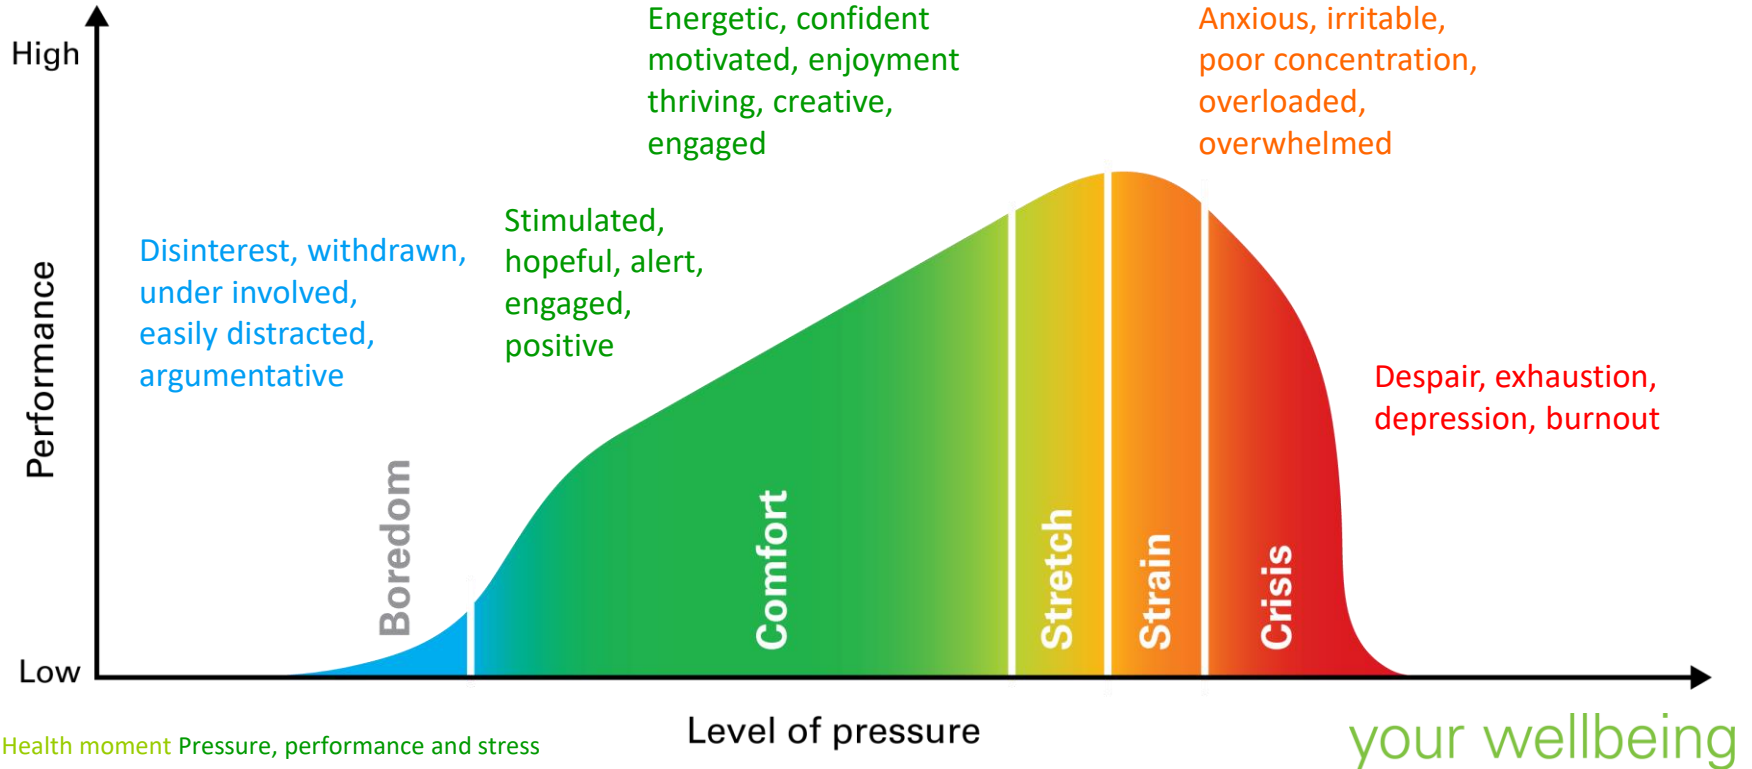 High
Energetic, confident
motivated, enjoyment
thriving, creative,
engaged
Anxious, irritable,
poor concentration,
overloaded,
overwhelmed
Disinterest, withdrawn,
under involved,
easily distracted,
argumentative
Stimulated,
hopeful, alert,
engaged,
positive
Despair, exhaustion,
depression, burnout
Performance
Boredom
Comfort
Stretch
Strain
Crisis
Low
Level of pressure
Health moment Pressure, performance and stress
your wellbeing